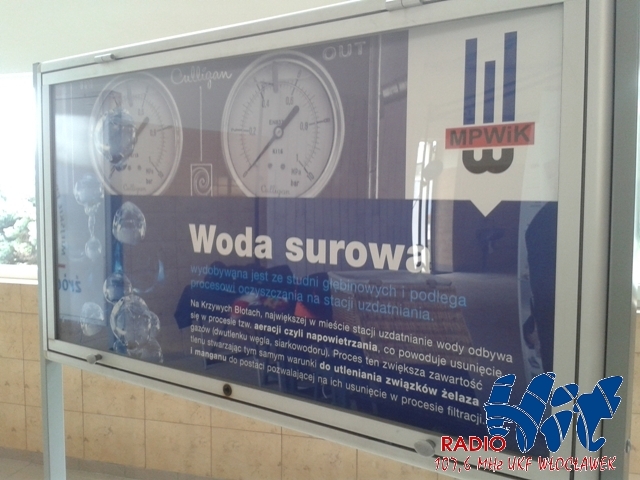 Culligan
OUT
MPWiK
Woda surowa
wydobywana jest ze studni głębinowych i podlega
procesowi oczyszczania na stacji uzdatniania.
Na Krzywych Błotach, największej w mieście stacji uzdatnianie wody odbywa
się w procesie tzw. aeracji czyli napowietrzania, co powoduje usunięcie
gazów (dwutlenku węgla, siarkowodoru). Proces ten zwiększa zawartość
tlenu stwarzając tym samym warunki do utleniania związków żelaza
i manganu do postaci pozwalającej na ich usunięcie w procesie filtracji.
Hit
RADIO
107,6 MHz UKF WŁOCŁAWEK